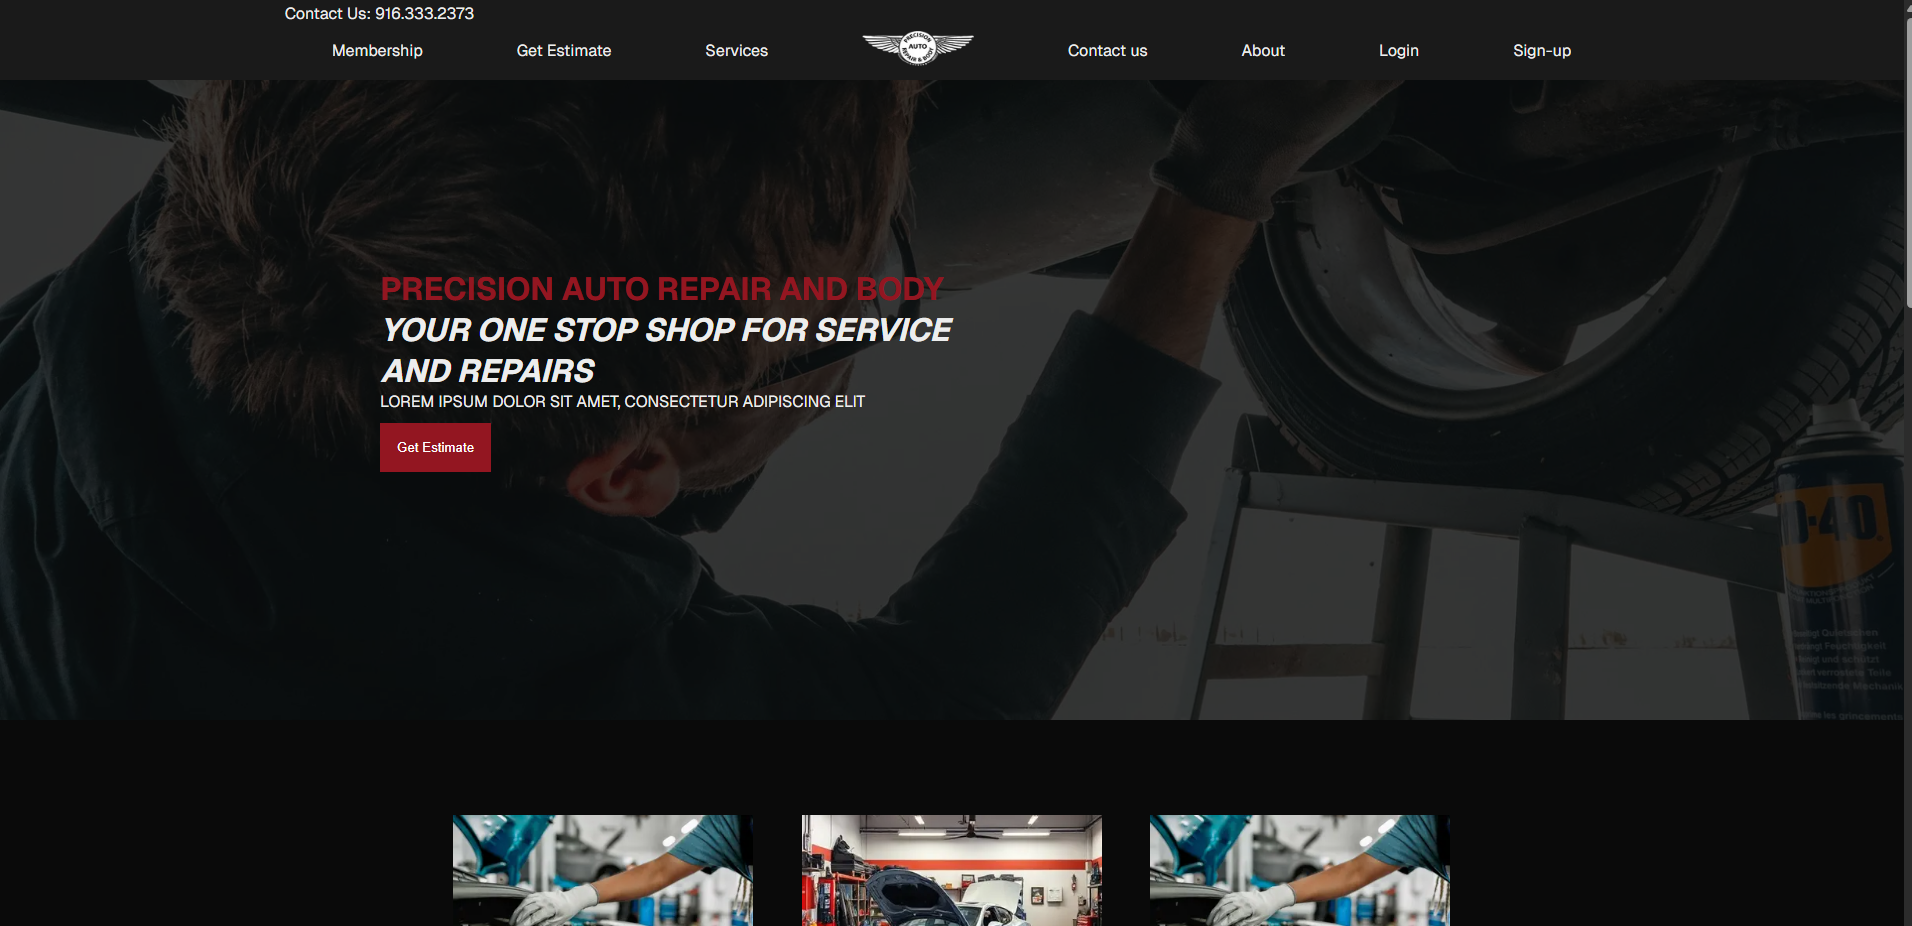 Contact Us: 916.333.2373
Membership
Get Estimate
Services
PRECISION
AUTO
REPAIR & BODY
Contact us
About
Login
Sign-up
PRECISION AUTO REPAIR AND BODY
YOUR ONE STOP SHOP FOR SERVICE
AND REPAIRS
LOREM IPSUM DOLOR SIT AMET, CONSECTETUR ADIPISCING ELIT
Get Estimate
D-40